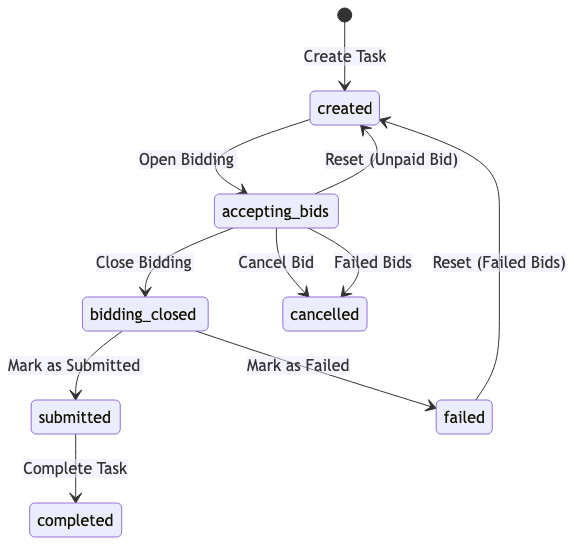 Create Task
created
Open Bidding
Reset (Unpaid Bid)
accepting_bids
Close Bidding
Cancel Bid
Failed Bids
Reset (Failed Bids)
bidding_closed
cancelled
Mark as Submitted
Mark as Failed
submitted
failed
Complete Task
completed